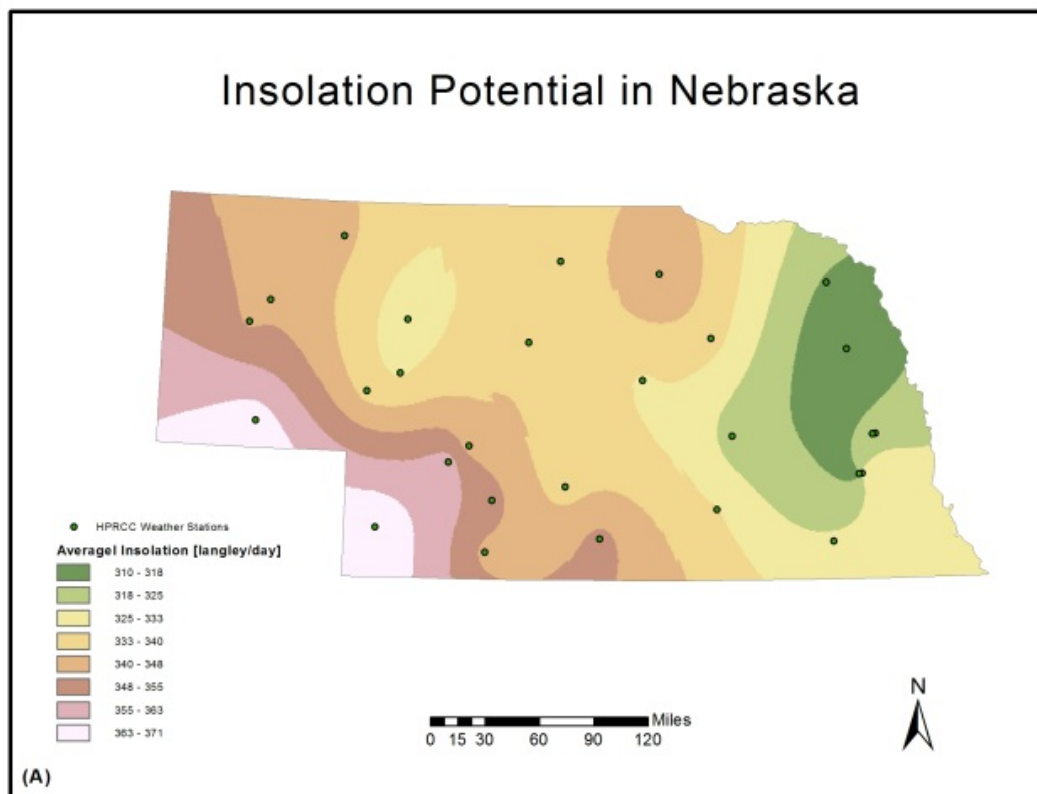 Insolation Potential in Nebraska
HPRCC Weather Stations
Averagel Insolation [langley/day]
310 - 318
318 - 325
325 - 333
333 - 340
340 - 348
348 - 355
355 - 363
363 - 371
Miles
0 15 30 60 90 120
N
(A)